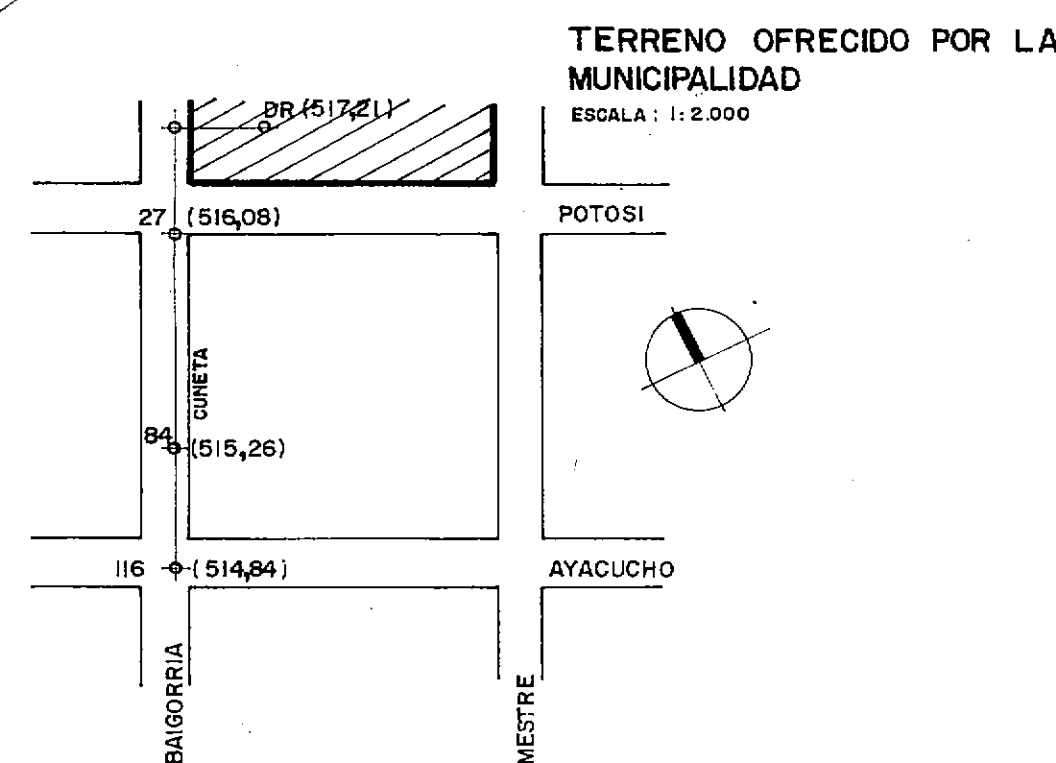 TERRENO OFRECIDO POR LA
MUNICIPALIDAD
ESCALA : 1:2.000
DR (517,21)
27 (516,08)
POTOSI
CUNETA
84 (515,26)
116 (514,84)
AYACUCHO
BAIGORRIA
MESTRE